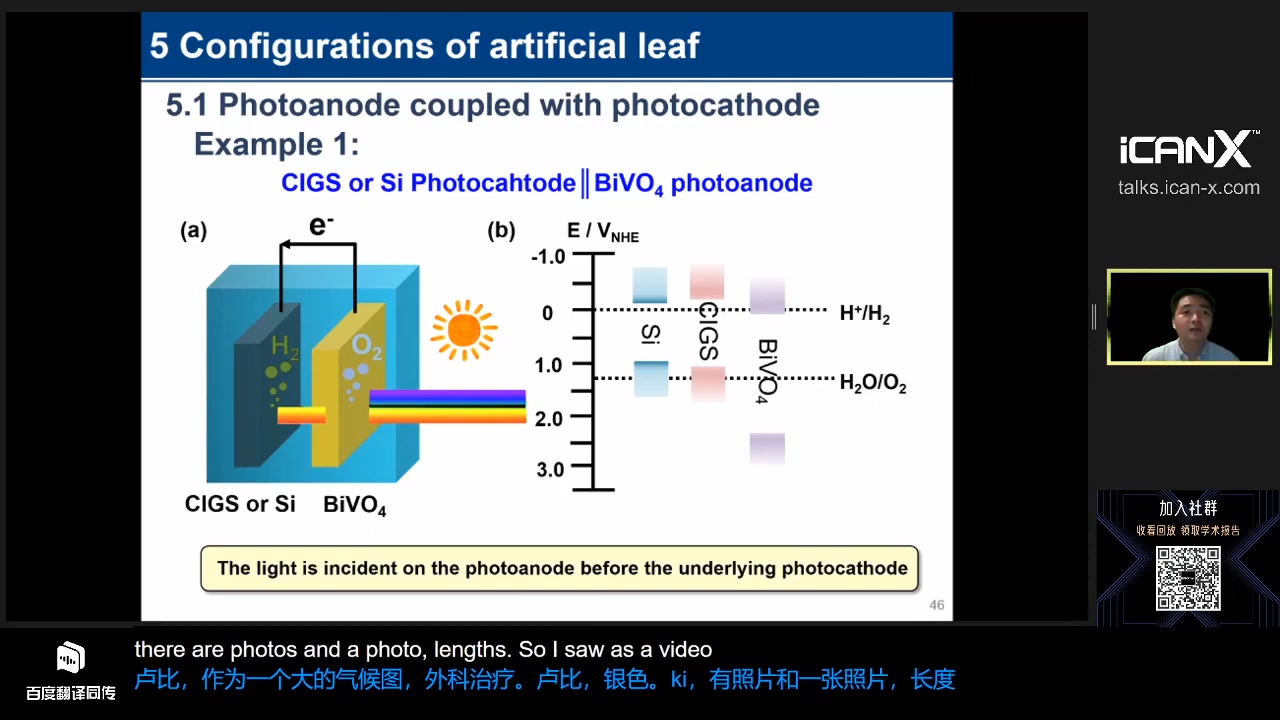 5 Configurations of artificial leaf
5.1 Photoanode coupled with photocathode
Example 1:
CIGS or Si Photocahtode║BiVO₄ photoanode
(a)
e⁻
H₂
O₂
CIGS or Si
BiVO₄
(b)
E / V_NHE
-1.0
0
1.0
2.0
3.0
Si
CIGS
BiVO₄
H⁺/H₂
H₂O/O₂
The light is incident on the photoanode before the underlying photocathode
46
iCANX™
talks.ican-x.com
加入社群
收看回放 领取学术报告
百度翻译同传
there are photos and a photo, lengths. So I saw as a video
卢比，作为一个大的气候图，外科治疗。卢比，银色。ki，有照片和一张照片，长度